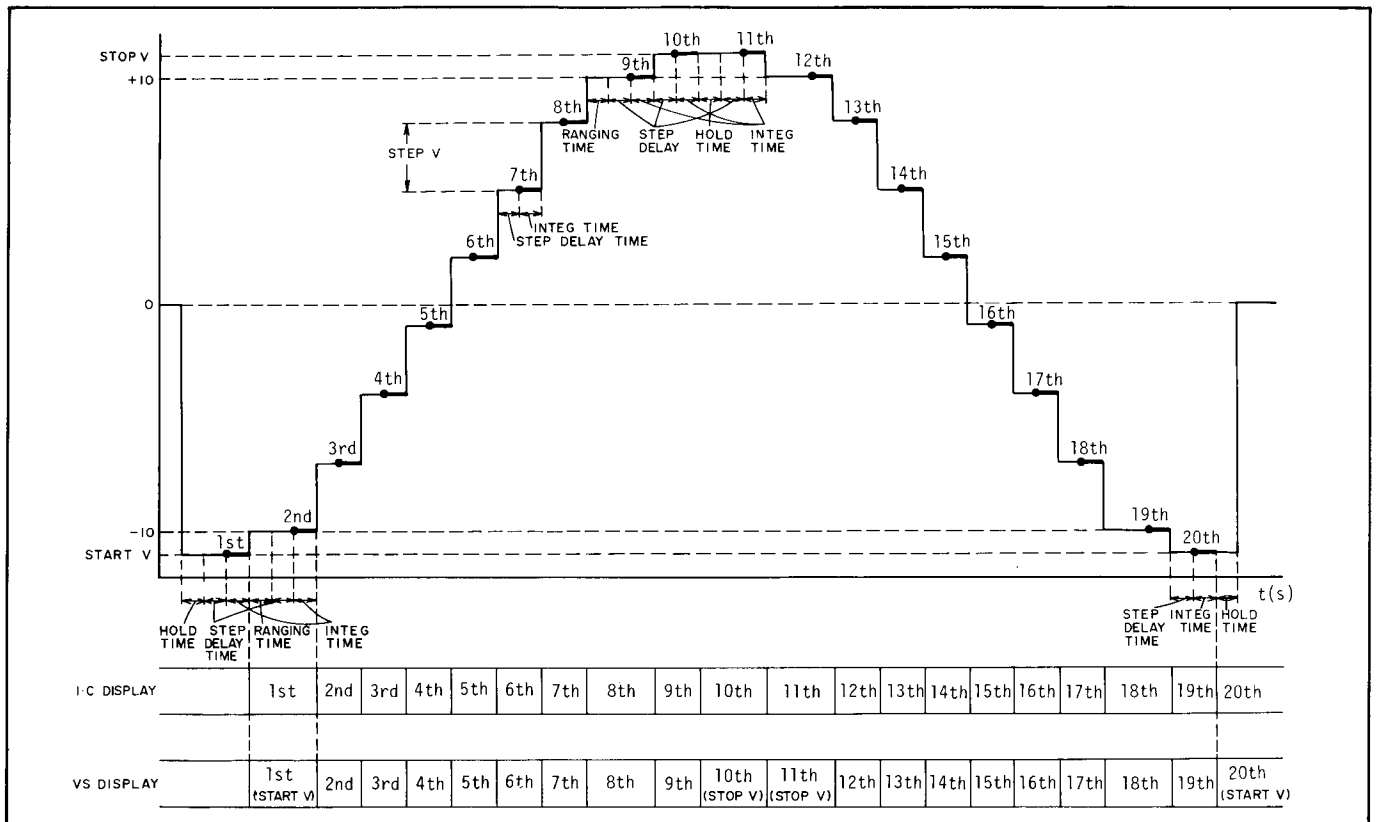 STOP V
+10
0
-10
START V
STEP V
1st
2nd
3rd
4th
5th
6th
7th
8th
9th
10th
11th
12th
13th
14th
15th
16th
17th
18th
19th
20th
INTEG TIME
STEP DELAY TIME
RANGING TIME
STEP DELAY
HOLD TIME
INTEG TIME
t(s)
HOLD TIME
STEP DELAY TIME
RANGING TIME
INTEG TIME
STEP DELAY TIME
INTEG TIME
HOLD TIME
I·C DISPLAY
1st 2nd 3rd 4th 5th 6th 7th 8th 9th 10th 11th 12th 13th 14th 15th 16th 17th 18th 19th 20th
VS DISPLAY
1st 2nd 3rd 4th 5th 6th 7th 8th 9th 10th 11th 12th 13th 14th 15th 16th 17th 18th 19th 20th
(START V) (STOP V) (STOP V) (START V)